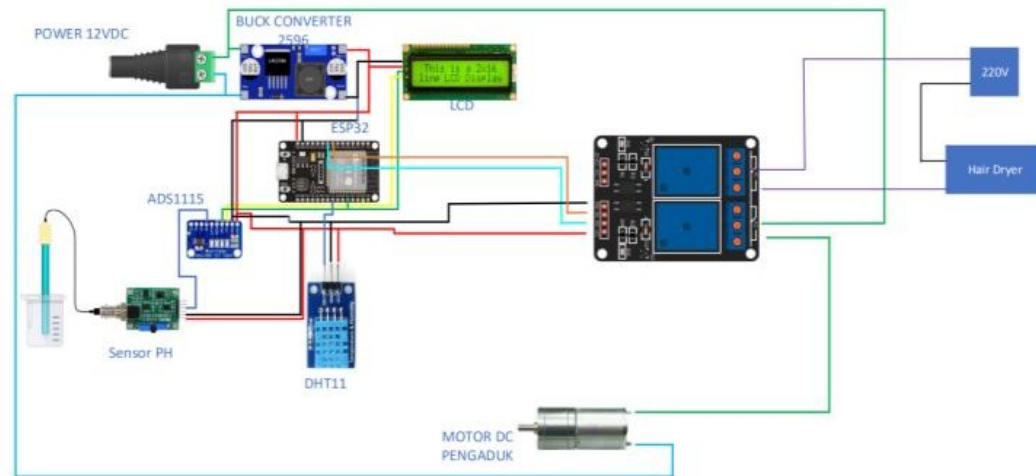 POWER 12VDC
BUCK CONVERTER
2596
This is a 2x16
line LCD Display
LCD
220V
ESP32
Hair Dryer
ADS1115
Sensor PH
DHT11
MOTOR DC
PENGADUK